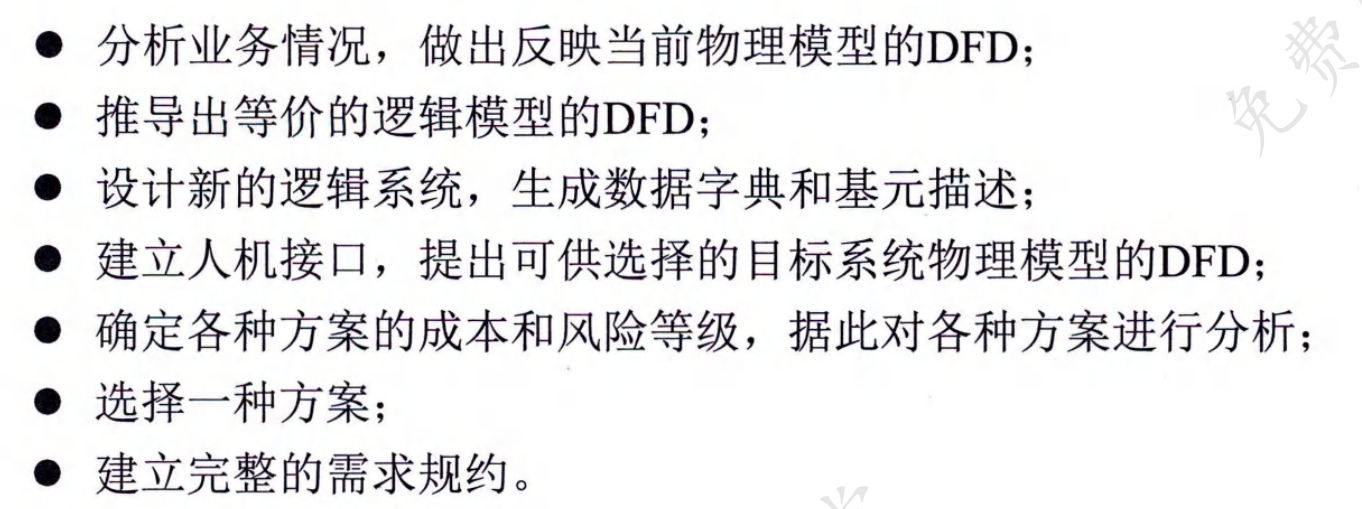 ● 分析业务情况，做出反映当前物理模型的DFD；
● 推导出等价的逻辑模型的DFD；
● 设计新的逻辑系统，生成数据字典和基元描述；
● 建立人机接口，提出可供选择的目标系统物理模型的DFD；
● 确定各种方案的成本和风险等级，据此对各种方案进行分析；
● 选择一种方案；
● 建立完整的需求规约。
免费